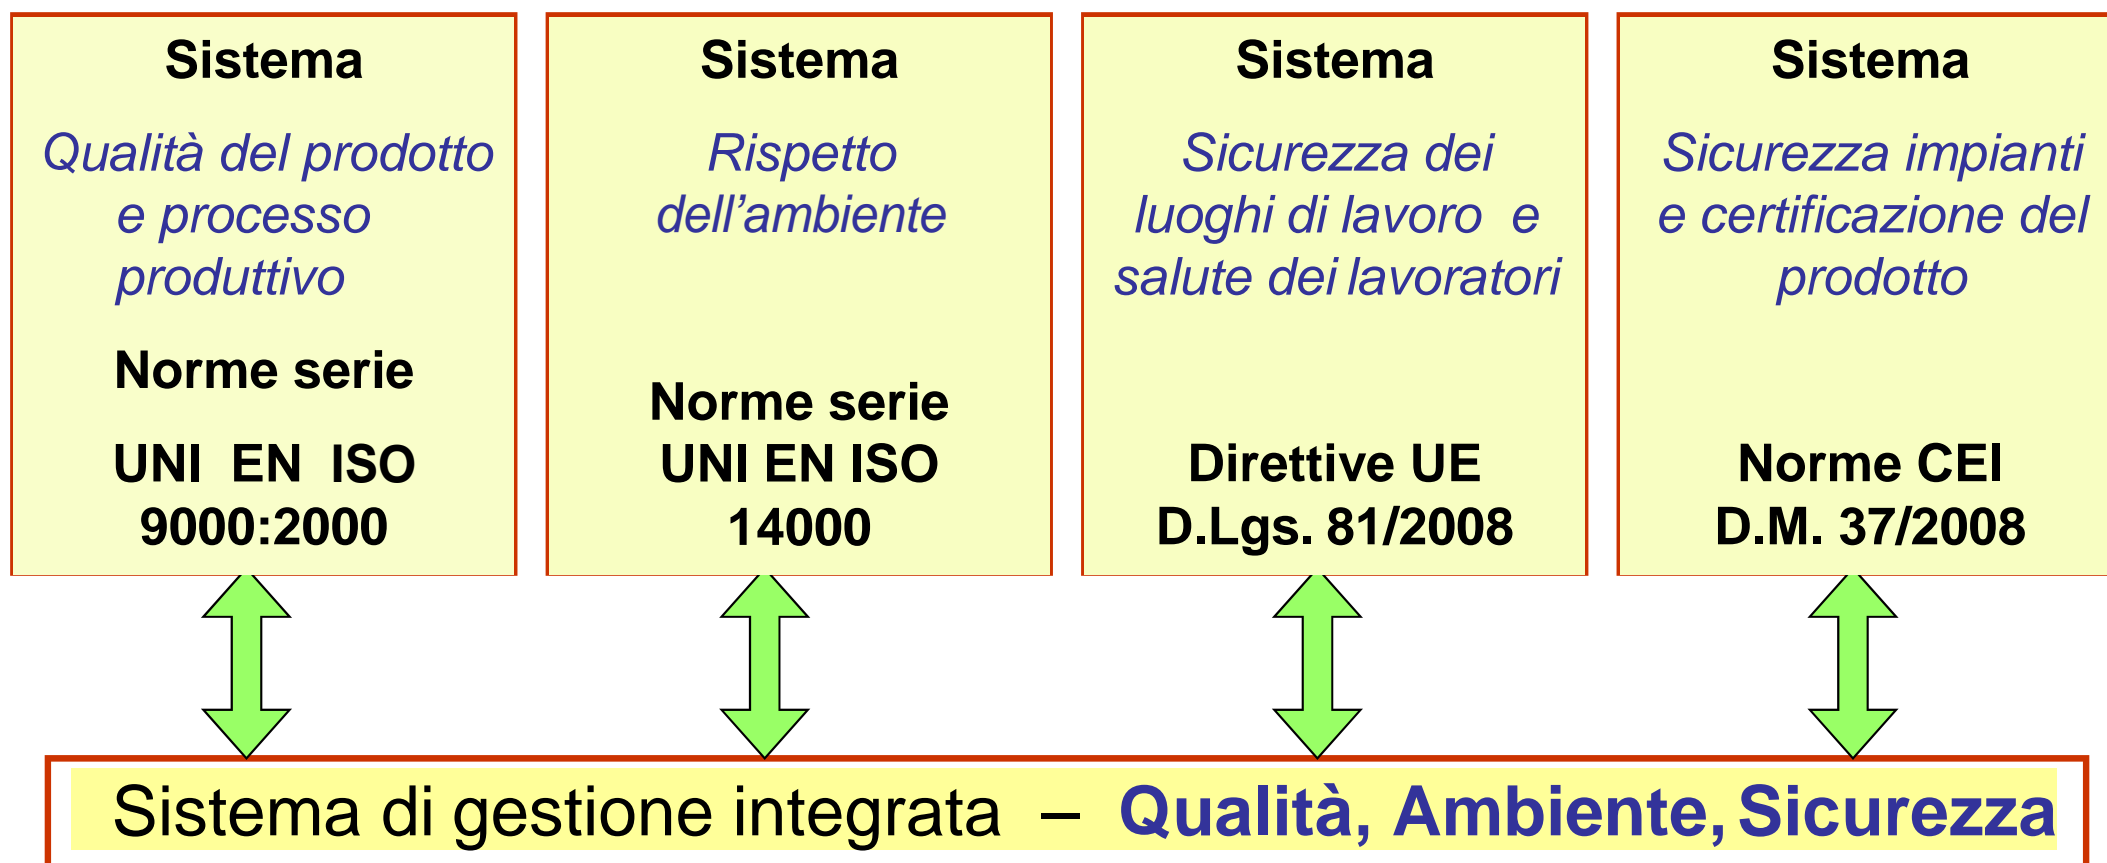 Sistema
Qualità del prodotto
e processo
produttivo
Norme serie
UNI EN ISO
9000:2000
Sistema
Rispetto
dell’ambiente
Norme serie
UNI EN ISO
14000
Sistema
Sicurezza dei
luoghi di lavoro e
salute dei lavoratori
Direttive UE
D.Lgs. 81/2008
Sistema
Sicurezza impianti
e certificazione del
prodotto
Norme CEI
D.M. 37/2008
Sistema di gestione integrata – Qualità, Ambiente, Sicurezza